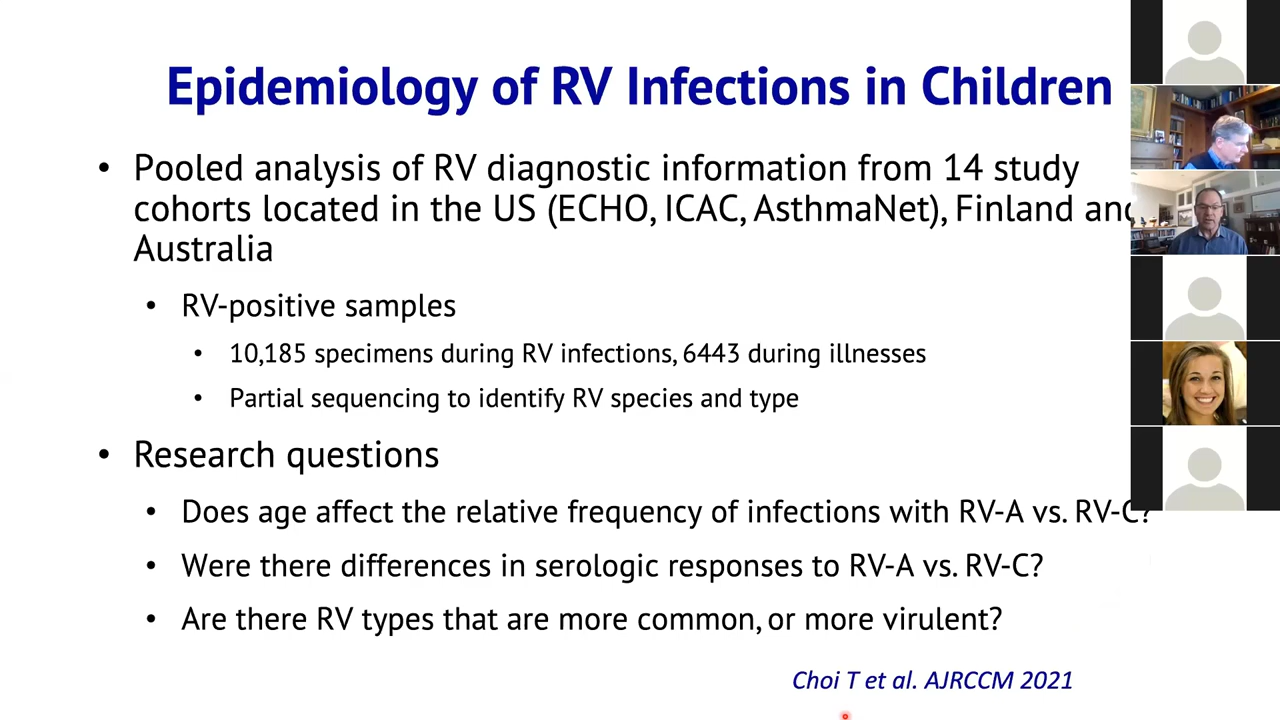 Epidemiology of RV Infections in Children
• Pooled analysis of RV diagnostic information from 14 study
cohorts located in the US (ECHO, ICAC, AsthmaNet), Finland and
Australia
• RV-positive samples
• 10,185 specimens during RV infections, 6443 during illnesses
• Partial sequencing to identify RV species and type
• Research questions
• Does age affect the relative frequency of infections with RV-A vs. RV-C?
• Were there differences in serologic responses to RV-A vs. RV-C?
• Are there RV types that are more common, or more virulent?
Choi T et al. AJRCCM 2021